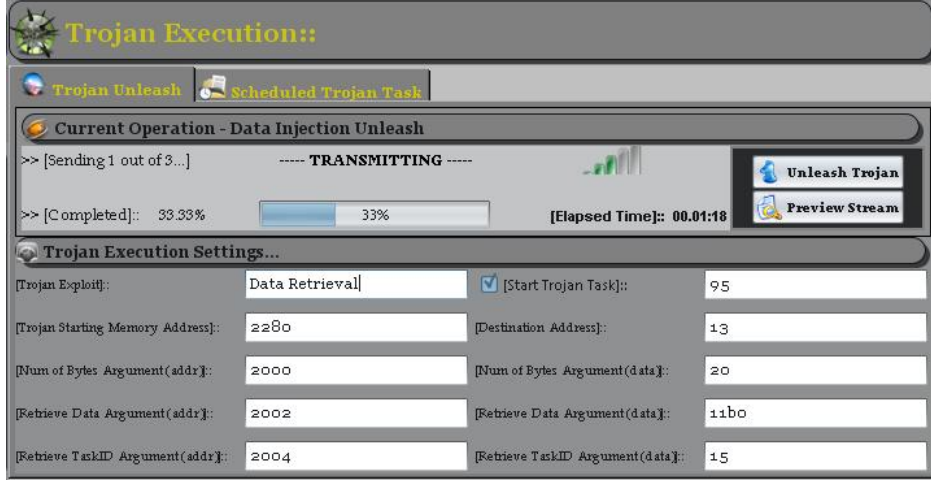 Trojan Execution::
Trojan Unleash Scheduled Trojan Task
Current Operation - Data Injection Unleash
>> [Sending 1 out of 3...] ----- TRANSMITTING -----
Unleash Trojan
>> [Completed]:: 33.33% 33% [Elapsed Time]:: 00.01:18
Preview Stream
Trojan Execution Settings...
[Trojan Exploit]:: Data Retrieval [Start Trojan Task]:: 95
[Trojan Starting Memory Address]:: 2280 [Destination Address]:: 13
[Num of Bytes Argument(addr)]:: 2000 [Num of Bytes Argument(data)]:: 20
[Retrieve Data Argument(addr)]:: 2002 [Retrieve Data Argument(data)]:: 11b0
[Retrieve TaskID Argument(addr)]:: 2004 [Retrieve TaskID Argument(data)]:: 15